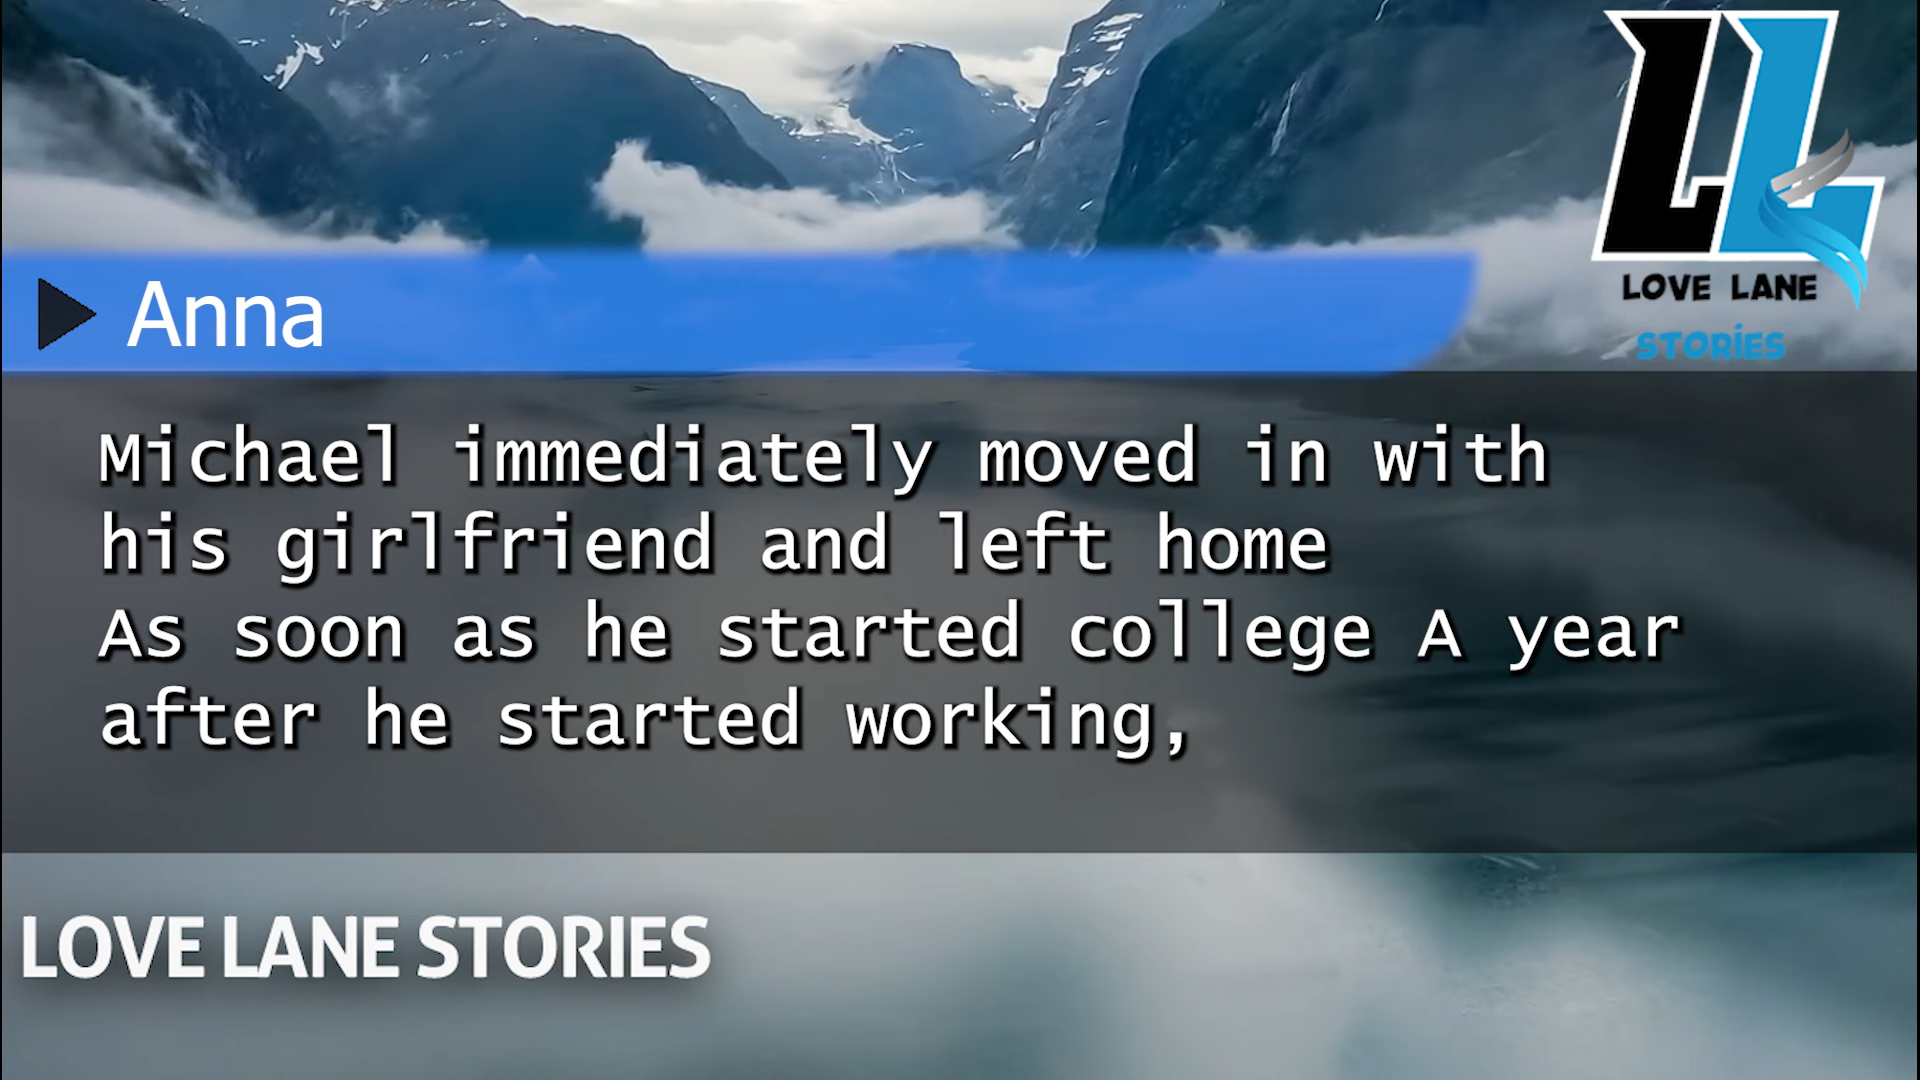 LL
LOVE LANE
STORIES
Anna
Michael immediately moved in with
his girlfriend and left home
As soon as he started college A year
after he started working,
LOVE LANE STORIES